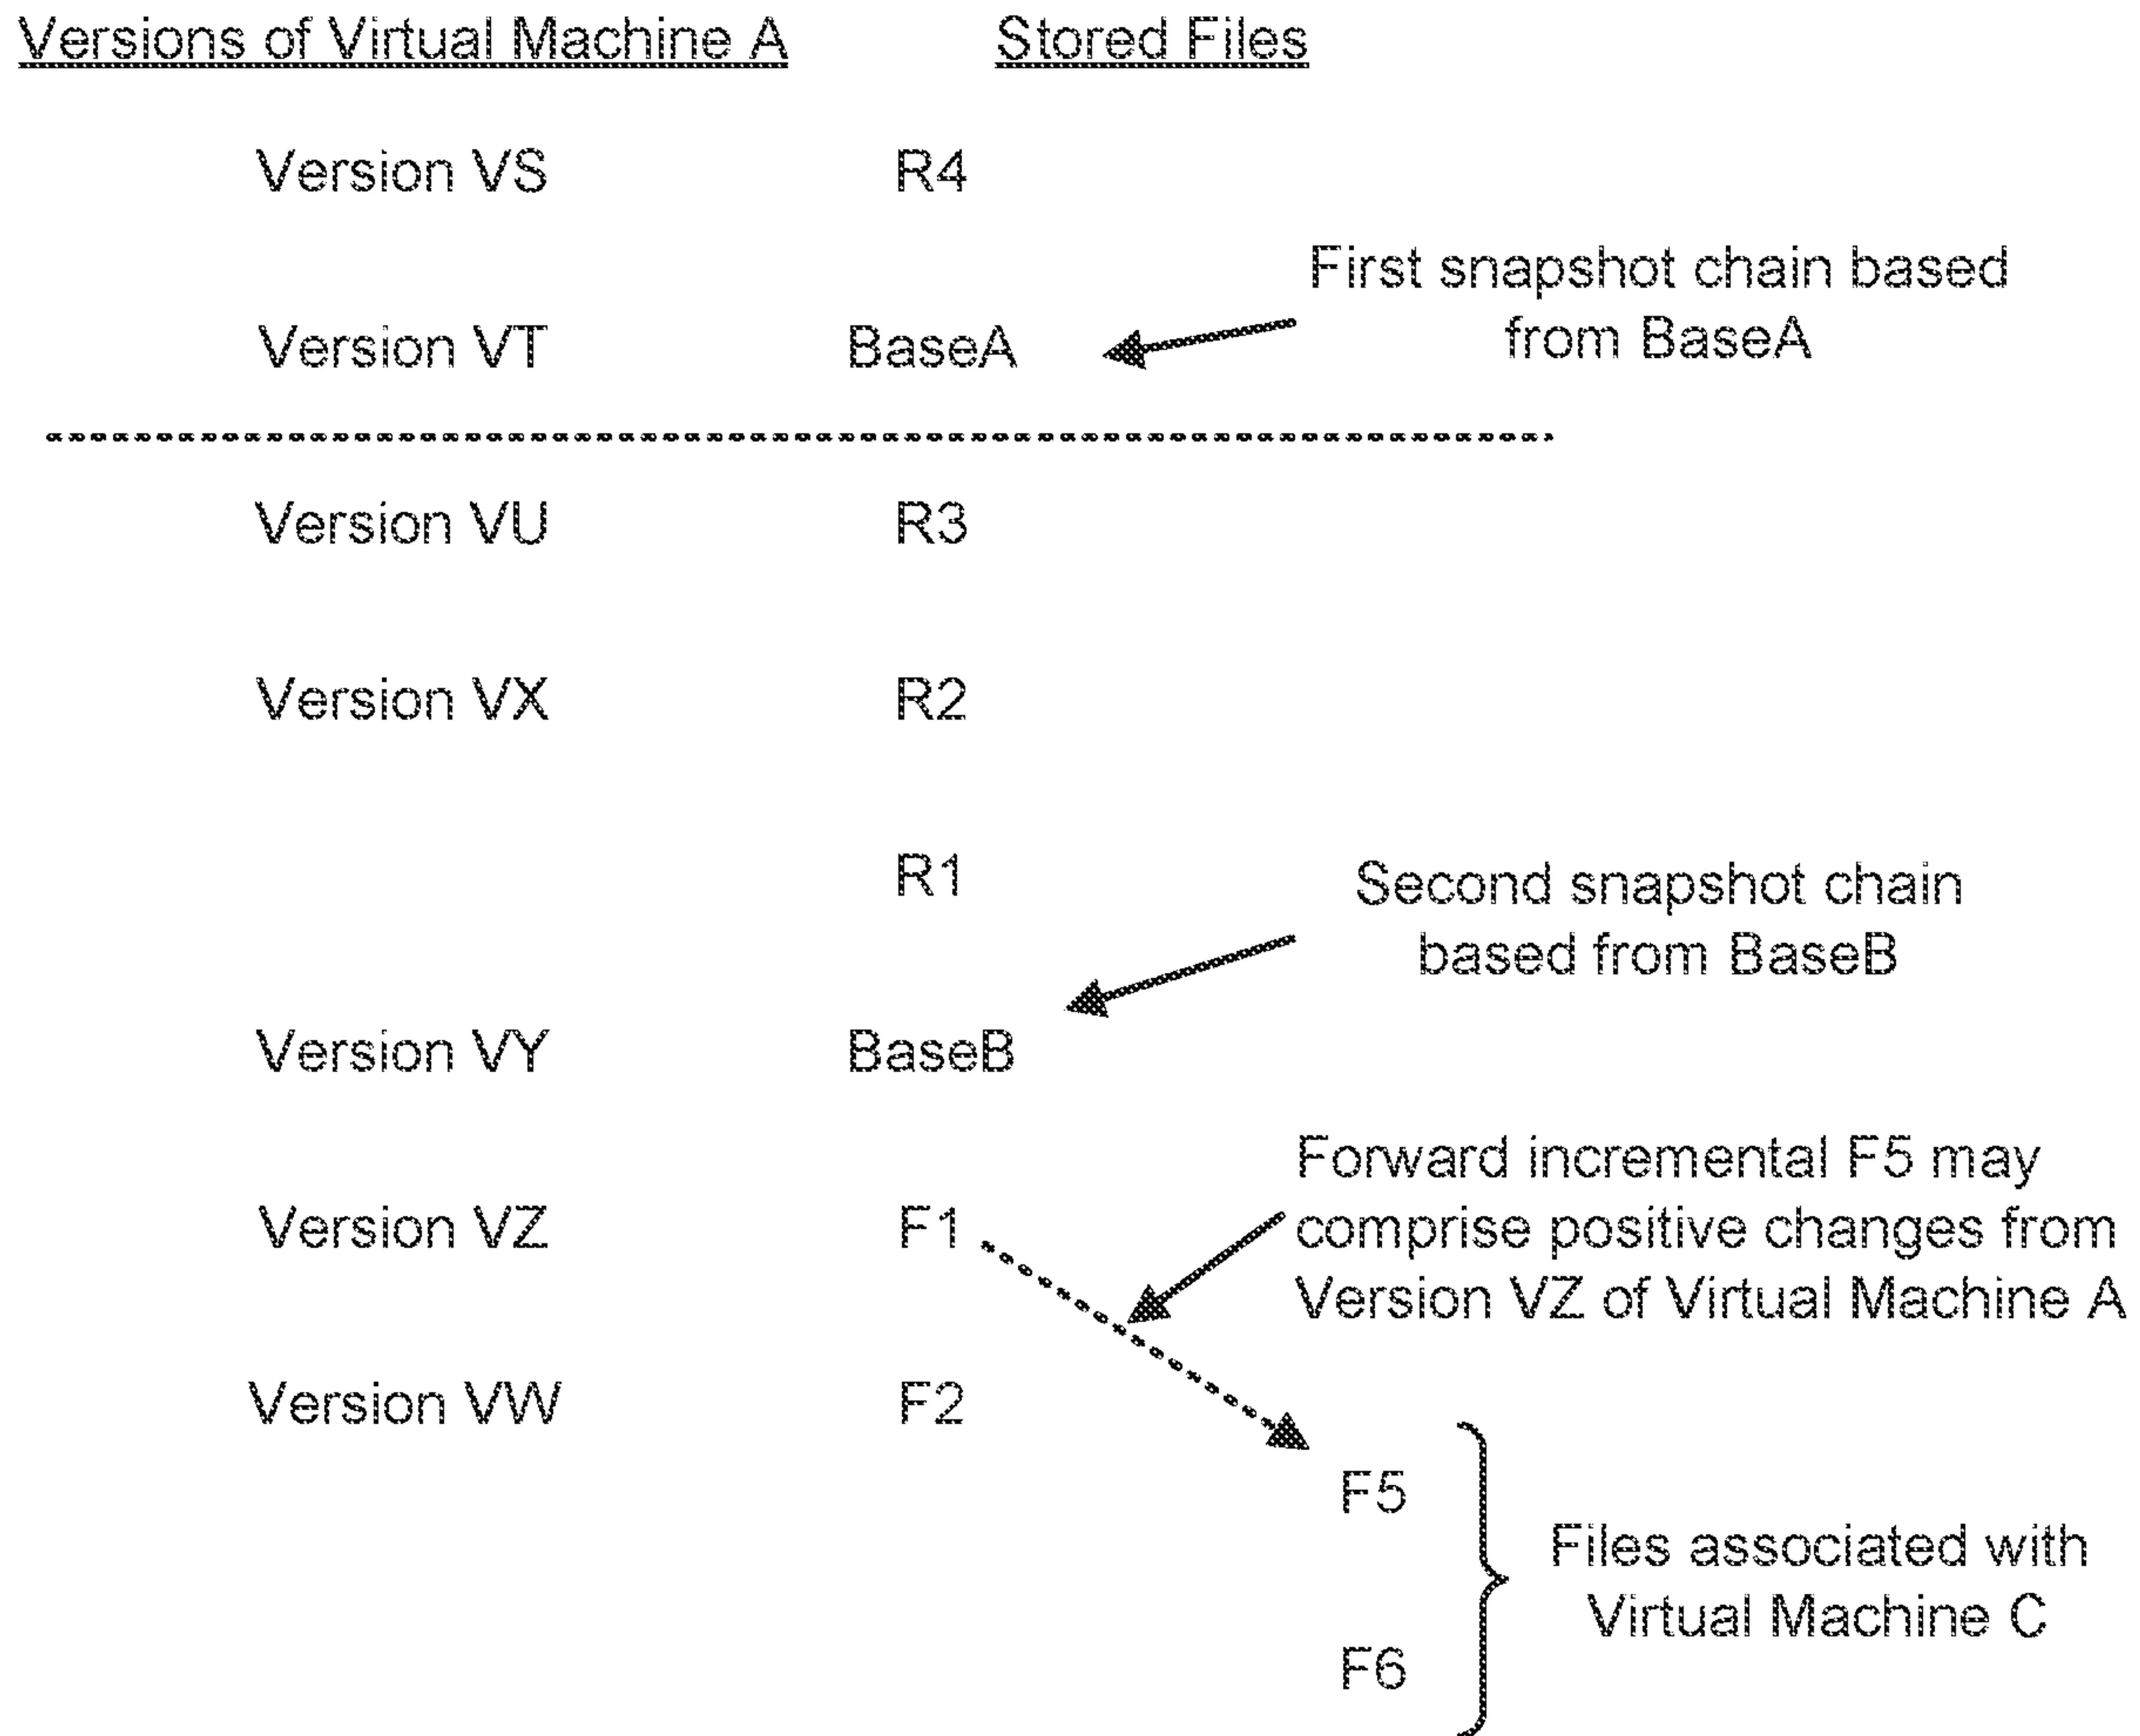 Versions of Virtual Machine A Stored Files
Version VS R4
First snapshot chain based
from BaseA
Version VT BaseA
Version VU R3
Version VX R2
R1
Second snapshot chain
based from BaseB
Version VY BaseB
Forward incremental F5 may
comprise positive changes from
Version VZ of Virtual Machine A
Version VZ F1
Version VW F2
F5
F6
Files associated with
Virtual Machine C